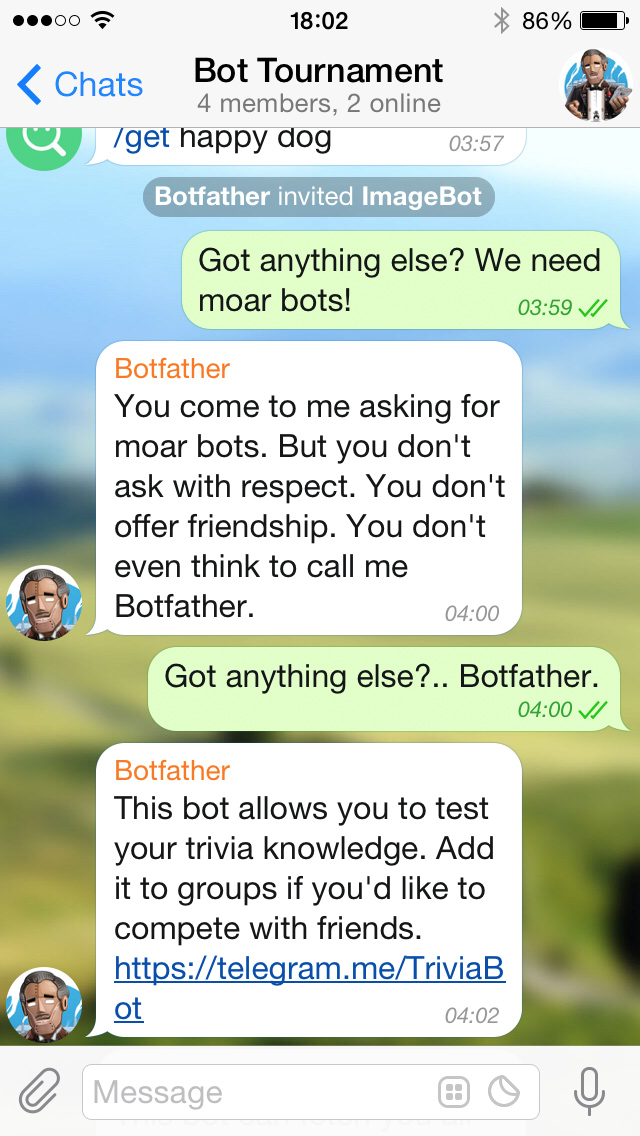 18:02
86%
Chats
Bot Tournament
4 members, 2 online
/get happy dog
03:57
Botfather invited ImageBot
Got anything else? We need
moar bots!
03:59
Botfather
You come to me asking for
moar bots. But you don't
ask with respect. You don't
offer friendship. You don't
even think to call me
Botfather.
04:00
Got anything else?.. Botfather.
04:00
Botfather
This bot allows you to test
your trivia knowledge. Add
it to groups if you'd like to
compete with friends.
https://telegram.me/TriviaB
ot
04:02
Message